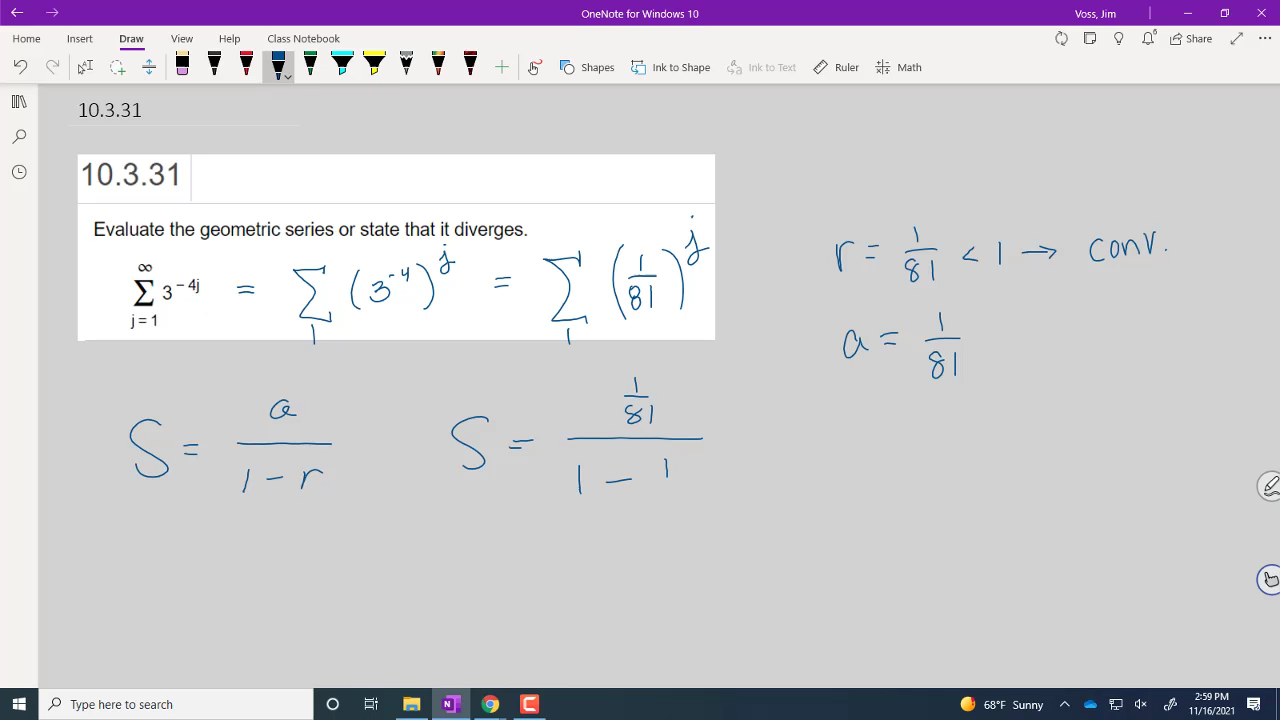 OneNote for Windows 10
Voss, Jim
Home Insert Draw View Help Class Notebook
Share
Shapes Ink to Shape Ink to Text Ruler Math
10.3.31
10.3.31
Evaluate the geometric series or state that it diverges.
∞ Σ j = 1 3^{-4j} = Σ 1 (3^{-4})^j = Σ 1 (1/81)^j
r = 1/81 < 1 → conv.
a = 1/81
S = a/(1 - r)
S = (1/81)/(1 - 1
Type here to search
68°F Sunny
2:59 PM
11/16/2021